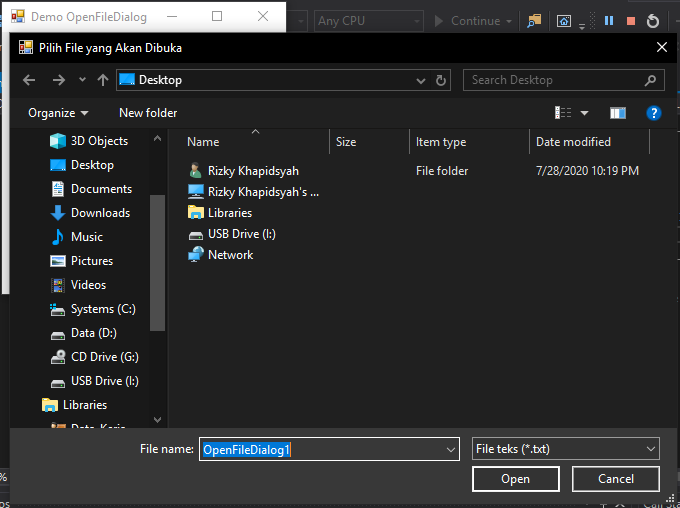 Demo OpenFileDialog
Any CPU
Continue
Pilih File yang Akan Dibuka
Desktop
Search Desktop
Organize
New folder
Name Size Item type Date modified
3D Objects
Desktop
Documents
Downloads
Music
Pictures
Videos
Systems (C:)
Data (D:)
CD Drive (G:)
USB Drive (I:)
Libraries
Rizky Khapidsyah File folder 7/28/2020 10:19 PM
Rizky Khapidsyah's ...
Libraries
USB Drive (I:)
Network
File name: OpenFileDialog1 File teks (*.txt)
Open Cancel